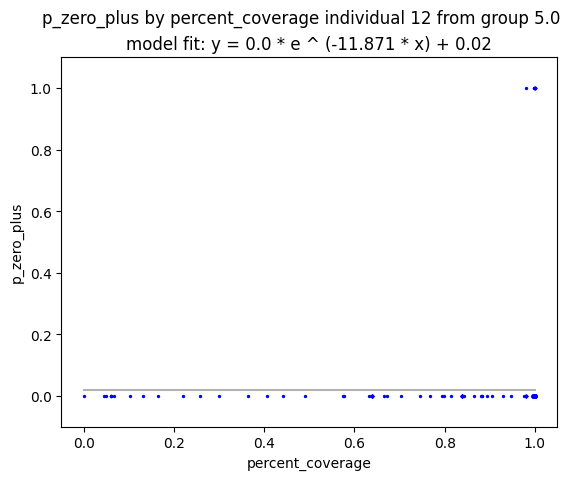 p_zero_plus by percent_coverage individual 12 from group 5.0
model fit: y = 0.0 * e ^ (-11.871 * x) + 0.02
1.0
0.8
0.6
0.4
0.2
0.0
p_zero_plus
0.0 0.2 0.4 0.6 0.8 1.0
percent_coverage